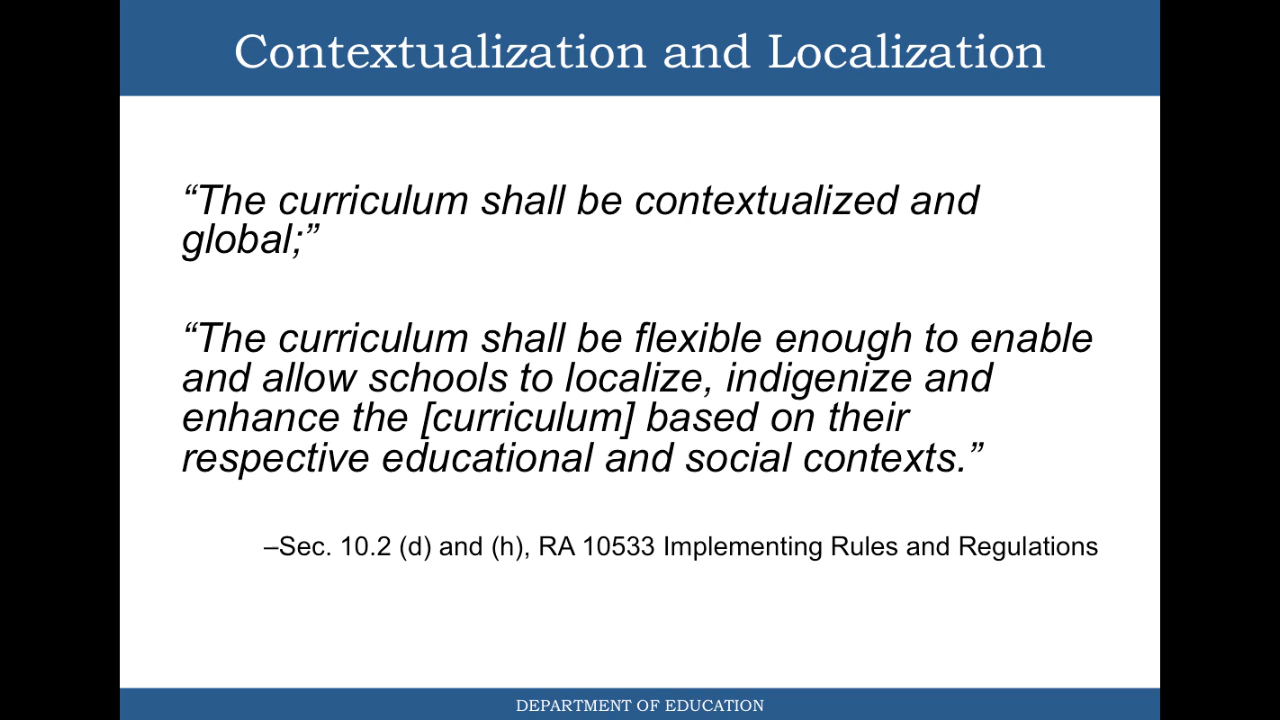 Contextualization and Localization
“The curriculum shall be contextualized and
global;”
“The curriculum shall be flexible enough to enable
and allow schools to localize, indigenize and
enhance the [curriculum] based on their
respective educational and social contexts.”
–Sec. 10.2 (d) and (h), RA 10533 Implementing Rules and Regulations
DEPARTMENT OF EDUCATION